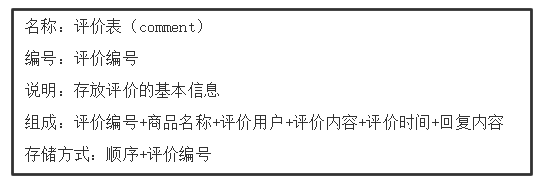 名称：评价表（comment）
编号：评价编号
说明：存放评价的基本信息
组成：评价编号+商品名称+评价用户+评价内容+评价时间+回复内容
存储方式：顺序+评价编号